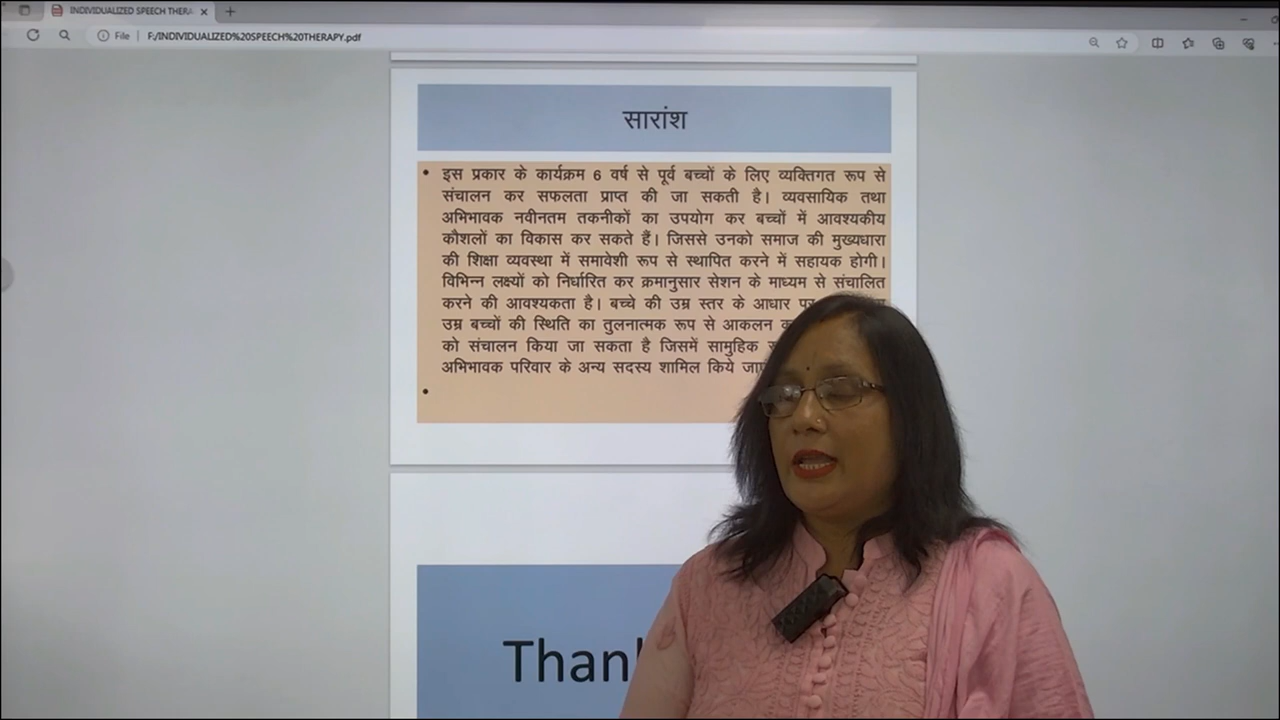 INDIVIDUALIZED SPEECH THERA
File
F:/INDIVIDUALIZED%20SPEECH%20THERAPY.pdf
सारांश
• इस प्रकार के कार्यक्रम 6 वर्ष से पूर्व बच्चों के लिए व्यक्तिगत रूप से
संचालन कर सफलता प्राप्त की जा सकती है। व्यवसायिक तथा
अभिभावक नवीनतम तकनीकों का उपयोग कर बच्चों में आवश्यकीय
कौशलों का विकास कर सकते हैं। जिससे उनको समाज की मुख्यधारा
की शिक्षा व्यवस्था में समावेशी रूप से स्थापित करने में सहायक होगी।
विभिन्न लक्ष्यों को निर्धारित कर क्रमानुसार सेशन के माध्यम से संचालित
करने की आवश्यकता है। बच्चे की उम्र स्तर के आधार पर
उम्र बच्चों की स्थिति का तुलनात्मक रूप से आकलन
को संचालन किया जा सकता है जिसमें सामुहिक
अभिभावक परिवार के अन्य सदस्य शामिल किये
•
Than